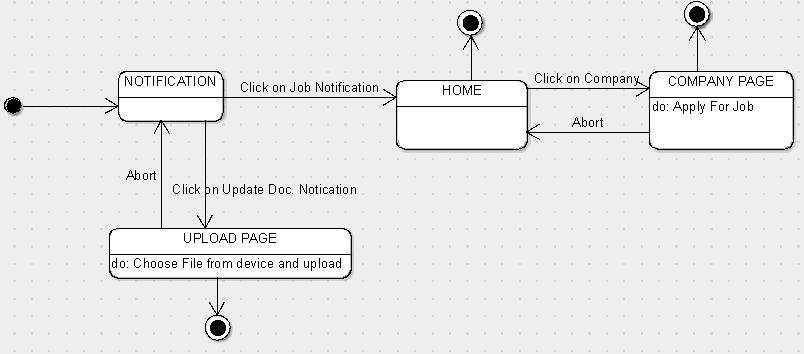 NOTIFICATION
Click on Job Notification
HOME
Click on Company
COMPANY PAGE
do: Apply For Job
Abort
Abort
Click on Update Doc. Notication
UPLOAD PAGE
do: Choose File from device and upload